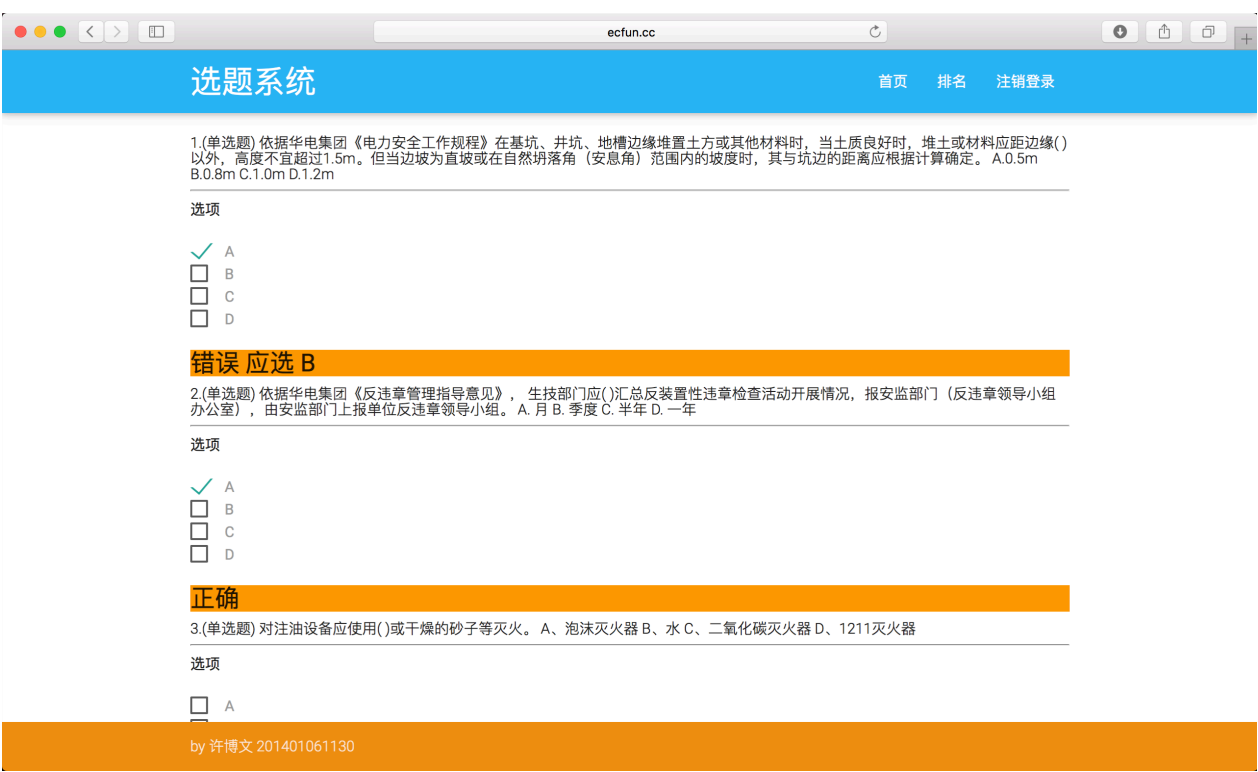 ecfun.cc
选题系统
首页 排名 注销登录
1.(单选题) 依据华电集团《电力安全工作规程》在基坑、井坑、地槽边缘堆置土方或其他材料时，当土质良好时，堆土或材料应距边缘( )
以外，高度不宜超过1.5m。但当边坡为直坡或在自然坍落角（安息角）范围内的坡度时，其与坑边的距离应根据计算确定。 A.0.5m
B.0.8m C.1.0m D.1.2m
选项
A
B
C
D
错误 应选 B
2.(单选题) 依据华电集团《反违章管理指导意见》， 生技部门应( )汇总反装置性违章检查活动开展情况，报安监部门（反违章领导小组
办公室），由安监部门上报单位反违章领导小组。 A. 月 B. 季度 C. 半年 D. 一年
选项
A
B
C
D
正确
3.(单选题) 对注油设备应使用( )或干燥的砂子等灭火。 A、泡沫灭火器 B、水 C、二氧化碳灭火器 D、1211灭火器
选项
A
by 许博文 201401061130